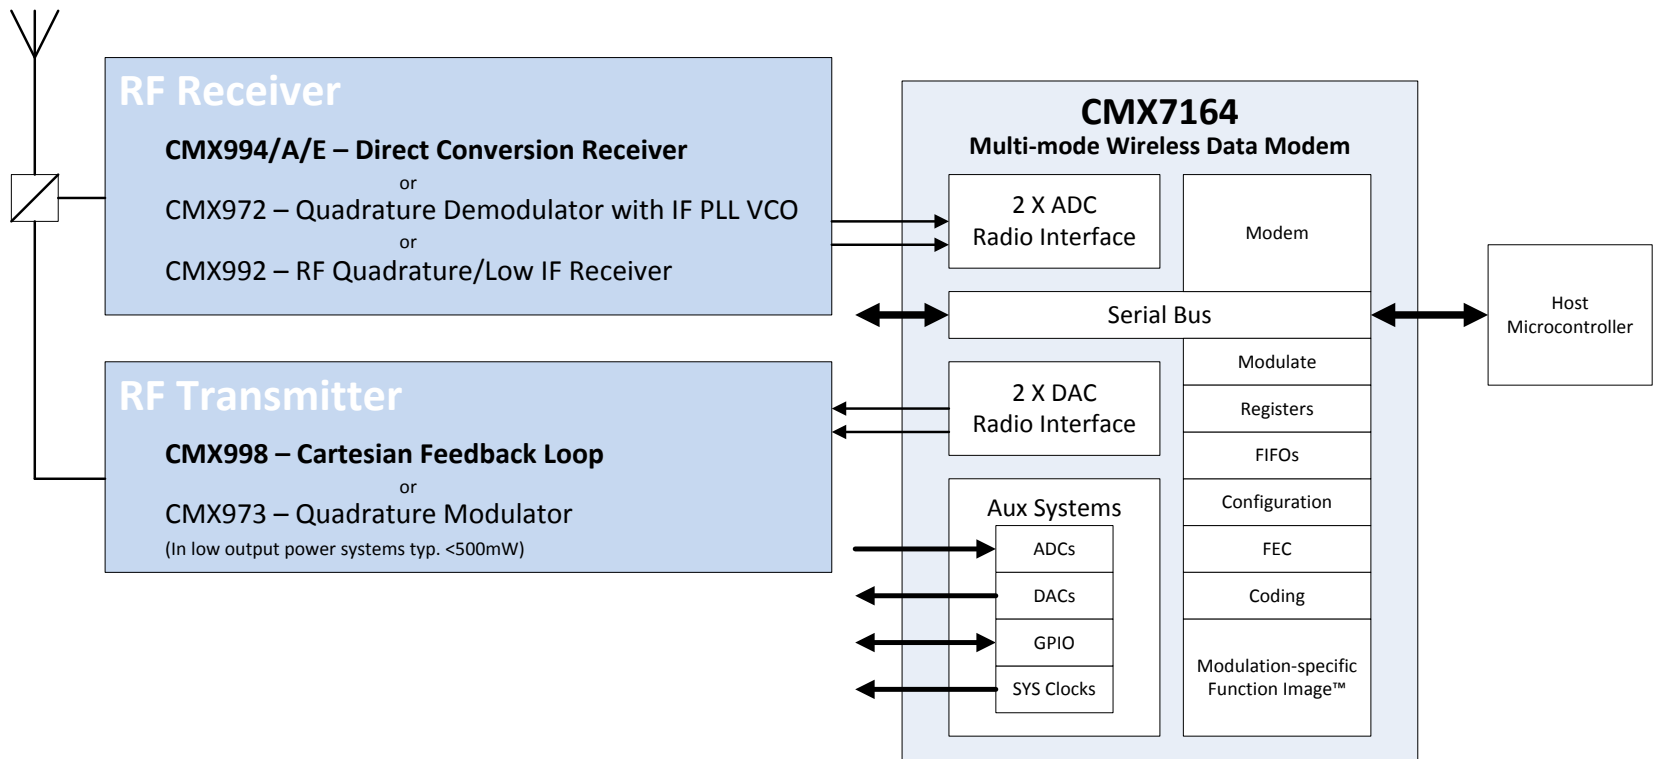 RF Receiver
CMX994/A/E – Direct Conversion Receiver
or
CMX972 – Quadrature Demodulator with IF PLL VCO
or
CMX992 – RF Quadrature/Low IF Receiver
RF Transmitter
CMX998 – Cartesian Feedback Loop
or
CMX973 – Quadrature Modulator
(In low output power systems typ. <500mW)
CMX7164
Multi-mode Wireless Data Modem
2 X ADC
Radio Interface
Modem
Serial Bus
2 X DAC
Radio Interface
Modulate
Registers
FIFOs
Configuration
FEC
Coding
Modulation-specific
Function Image™
Aux Systems
ADCs
DACs
GPIO
SYS Clocks
Host
Microcontroller